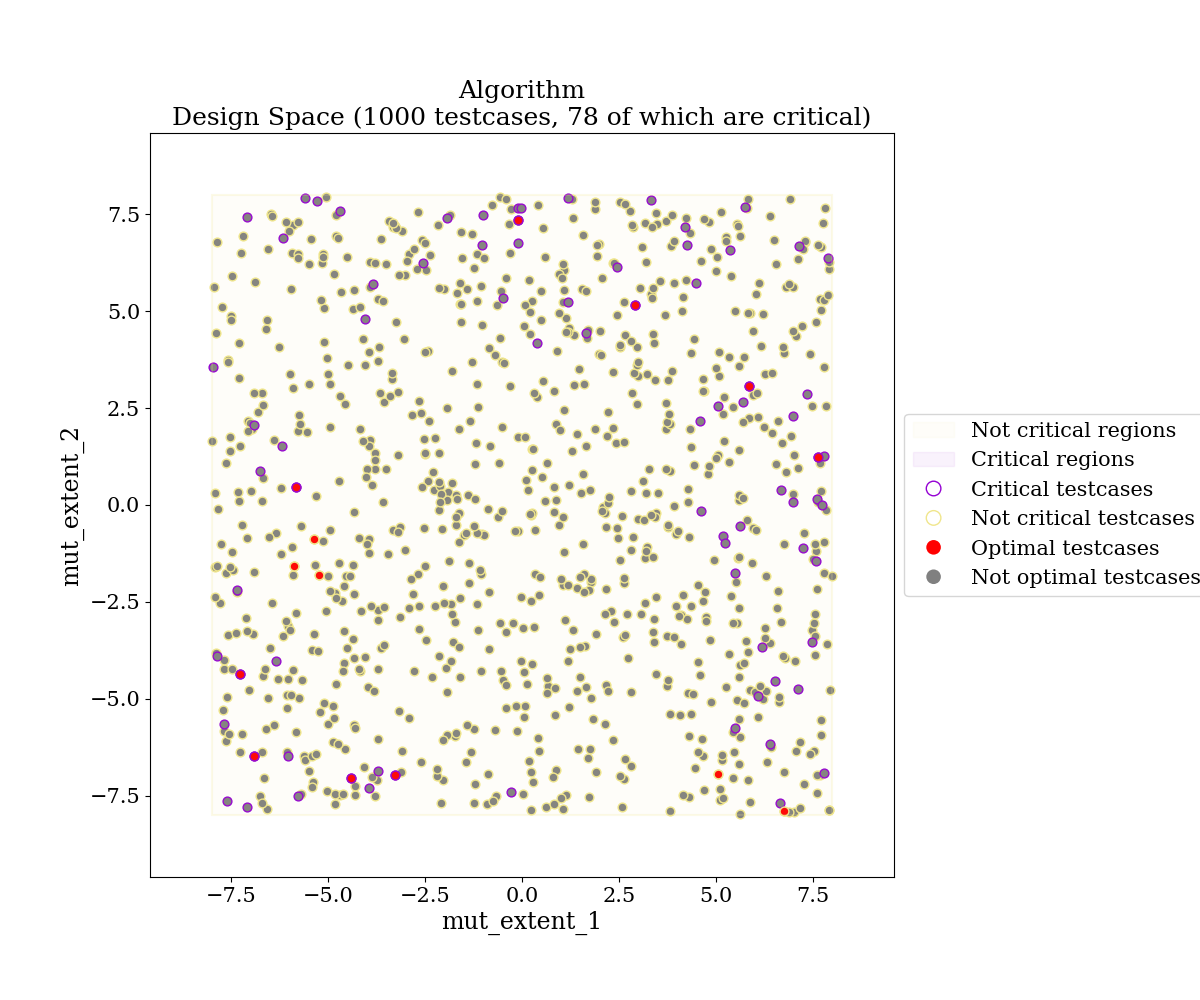 Algorithm
Design Space (1000 testcases, 78 of which are critical)
7.5
5.0
2.5
0.0
−2.5
−5.0
−7.5
mut_extent_2
−7.5
−5.0
−2.5
0.0
2.5
5.0
7.5
mut_extent_1
Not critical regions
Critical regions
Critical testcases
Not critical testcases
Optimal testcases
Not optimal testcases